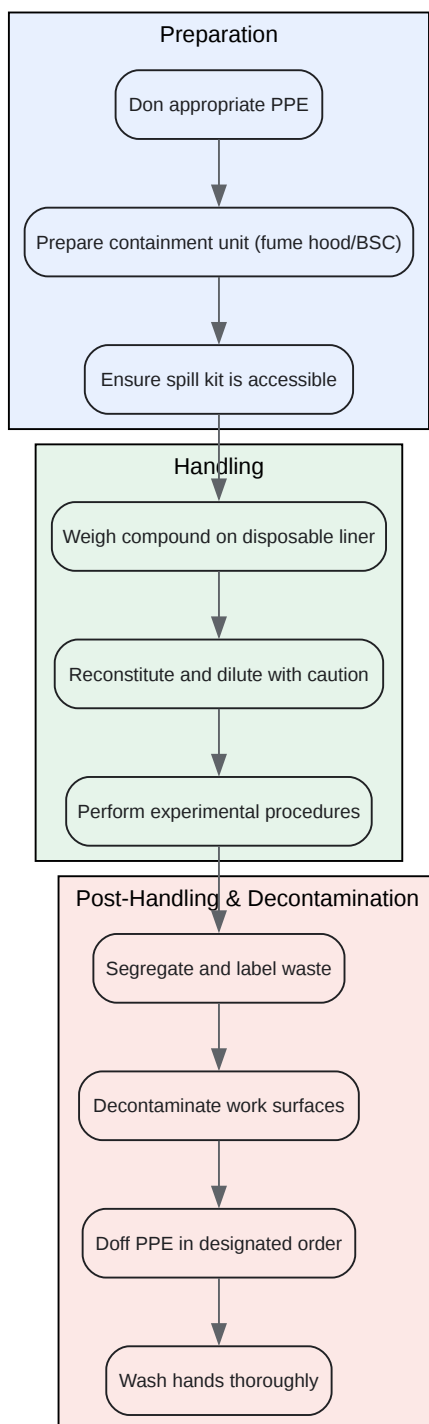 Preparation
Don appropriate PPE
Prepare containment unit (fume hood/BSC)
Ensure spill kit is accessible
Handling
Weigh compound on disposable liner
Reconstitute and dilute with caution
Perform experimental procedures
Post-Handling & Decontamination
Segregate and label waste
Decontaminate work surfaces
Doff PPE in designated order
Wash hands thoroughly